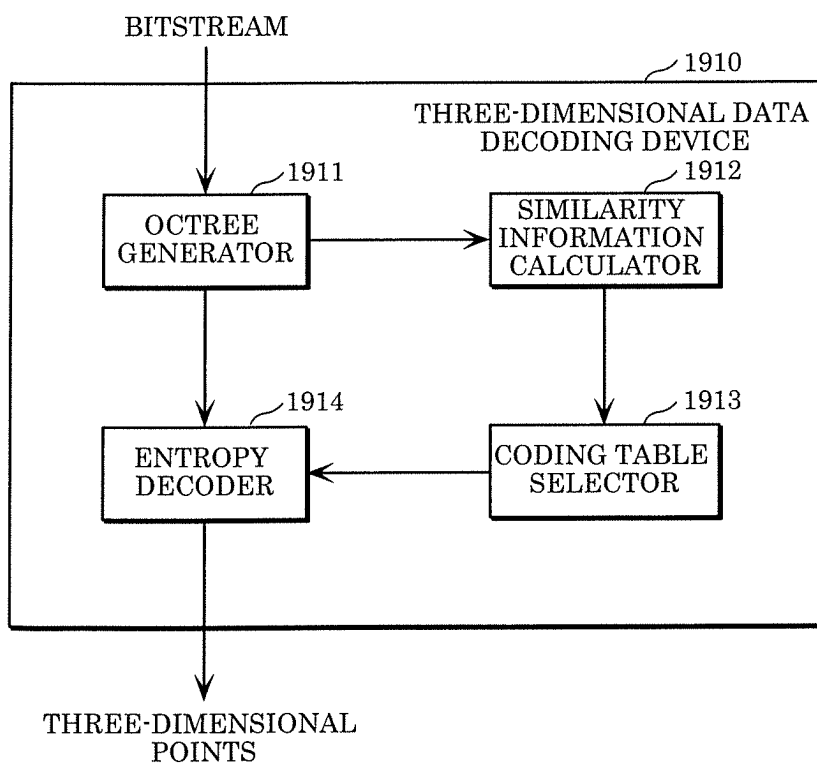 BITSTREAM
1910
THREE-DIMENSIONAL DATA
DECODING DEVICE
1911
OCTREE
GENERATOR
1912
SIMILARITY
INFORMATION
CALCULATOR
1914
ENTROPY
DECODER
1913
CODING TABLE
SELECTOR
THREE-DIMENSIONAL
POINTS